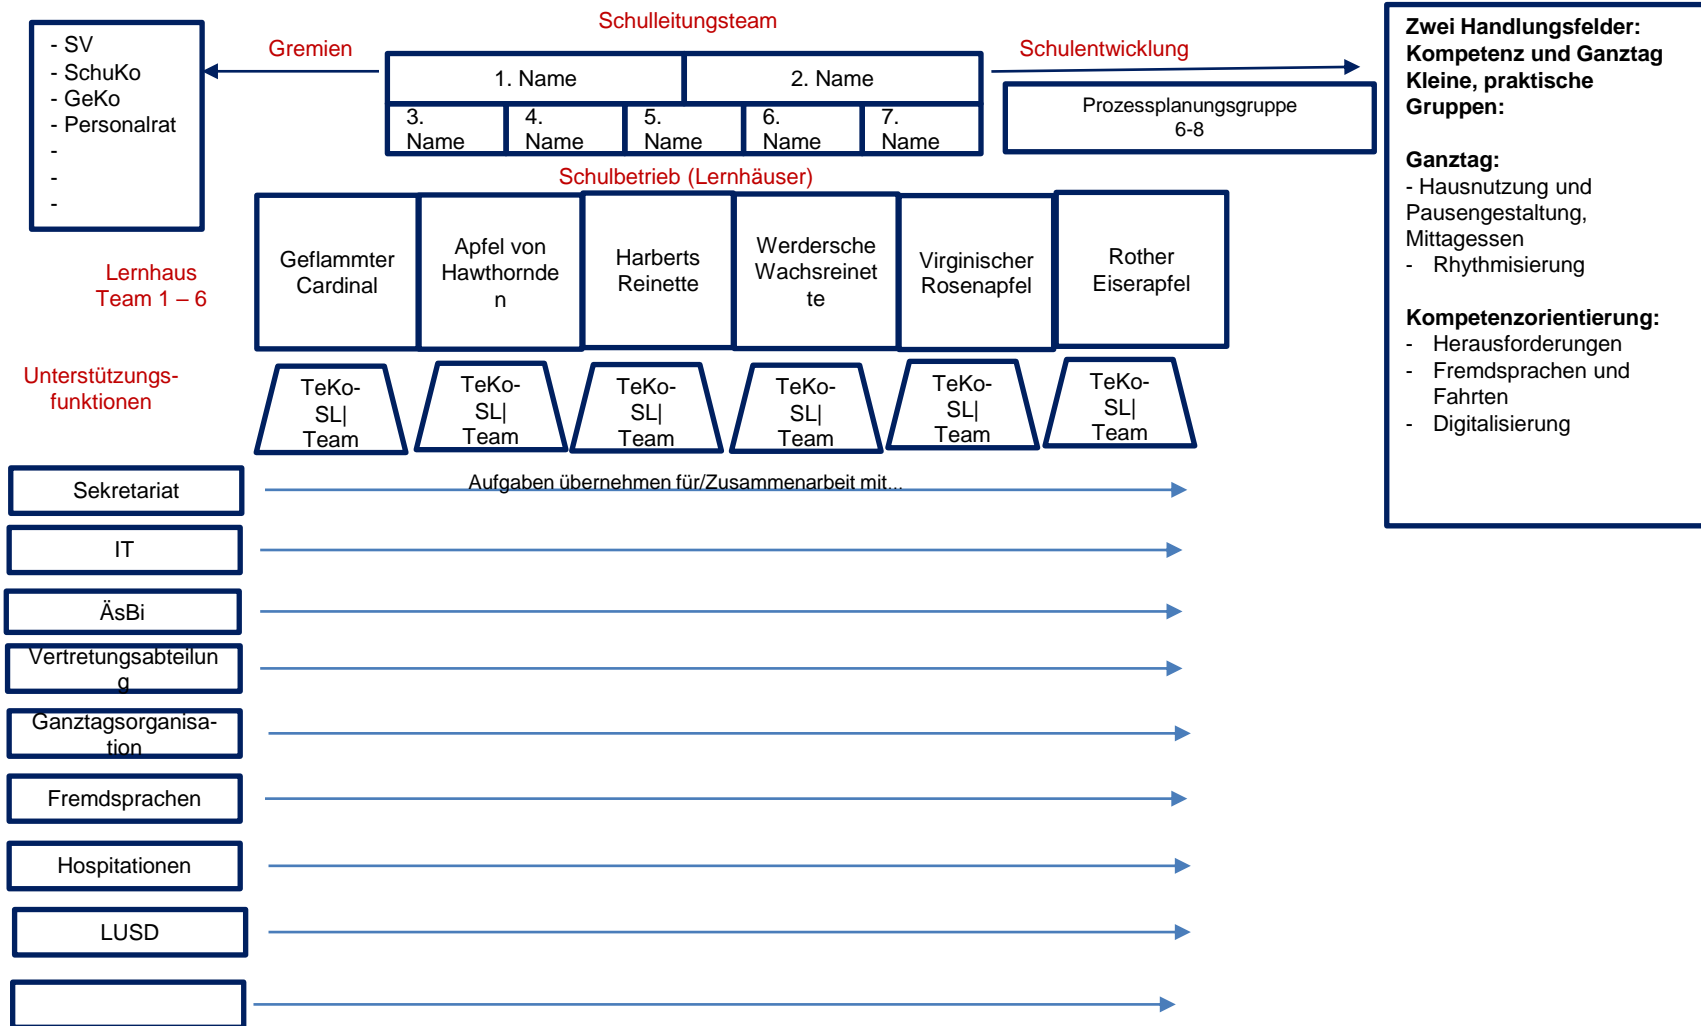 Schulleitungsteam
- SV
- SchuKo
- GeKo
- Personalrat
-
-
-
Gremien
1. Name
2. Name
3.
Name
4.
Name
5.
Name
6.
Name
7.
Name
Schulentwicklung
Prozessplanungsgruppe
6-8
Zwei Handlungsfelder:
Kompetenz und Ganztag
Kleine, praktische
Gruppen:
Ganztag:
- Hausnutzung und
Pausengestaltung,
Mittagessen
- Rhythmisierung
Kompetenzorientierung:
- Herausforderungen
- Fremdsprachen und
Fahrten
- Digitalisierung
Schulbetrieb (Lernhäuser)
Lernhaus
Team 1 – 6
Geflammter
Cardinal
Apfel von
Hawthornde
n
Harberts
Reinette
Werdersche
Wachsreinet
te
Virginischer
Rosenapfel
Rother
Eiserapfel
Unterstützungs-
funktionen
TeKo-
SL|
Team
TeKo-
SL|
Team
TeKo-
SL|
Team
TeKo-
SL|
Team
TeKo-
SL|
Team
TeKo-
SL|
Team
Sekretariat
Aufgaben übernehmen für/Zusammenarbeit mit...
IT
ÄsBi
Vertretungsabteilun
g
Ganztagsorganisa-
tion
Fremdsprachen
Hospitationen
LUSD